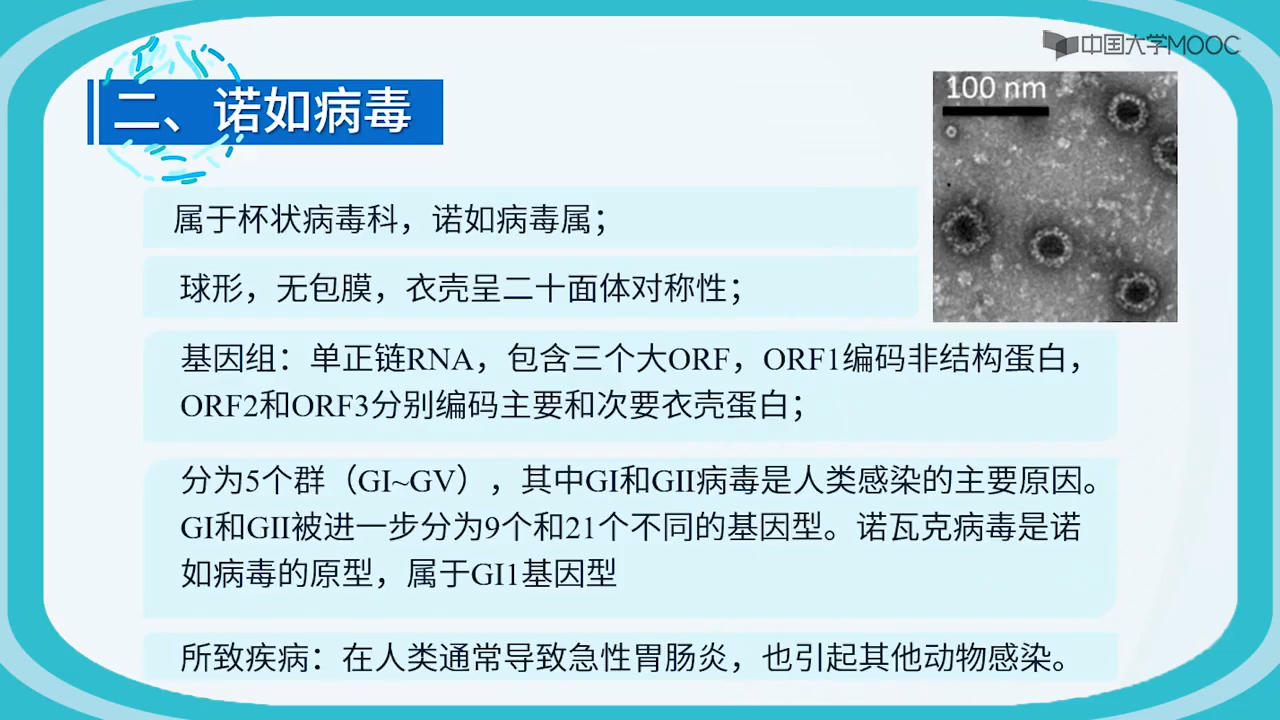 中国大学MOOC
二、诺如病毒
100 nm
属于杯状病毒科，诺如病毒属；
球形，无包膜，衣壳呈二十面体对称性；
基因组：单正链RNA，包含三个大ORF，ORF1编码非结构蛋白，
ORF2和ORF3分别编码主要和次要衣壳蛋白；
分为5个群（GI~GV），其中GI和GII病毒是人类感染的主要原因。
GI和GII被进一步分为9个和21个不同的基因型。诺瓦克病毒是诺
如病毒的原型，属于GI1基因型
所致疾病：在人类通常导致急性胃肠炎，也引起其他动物感染。